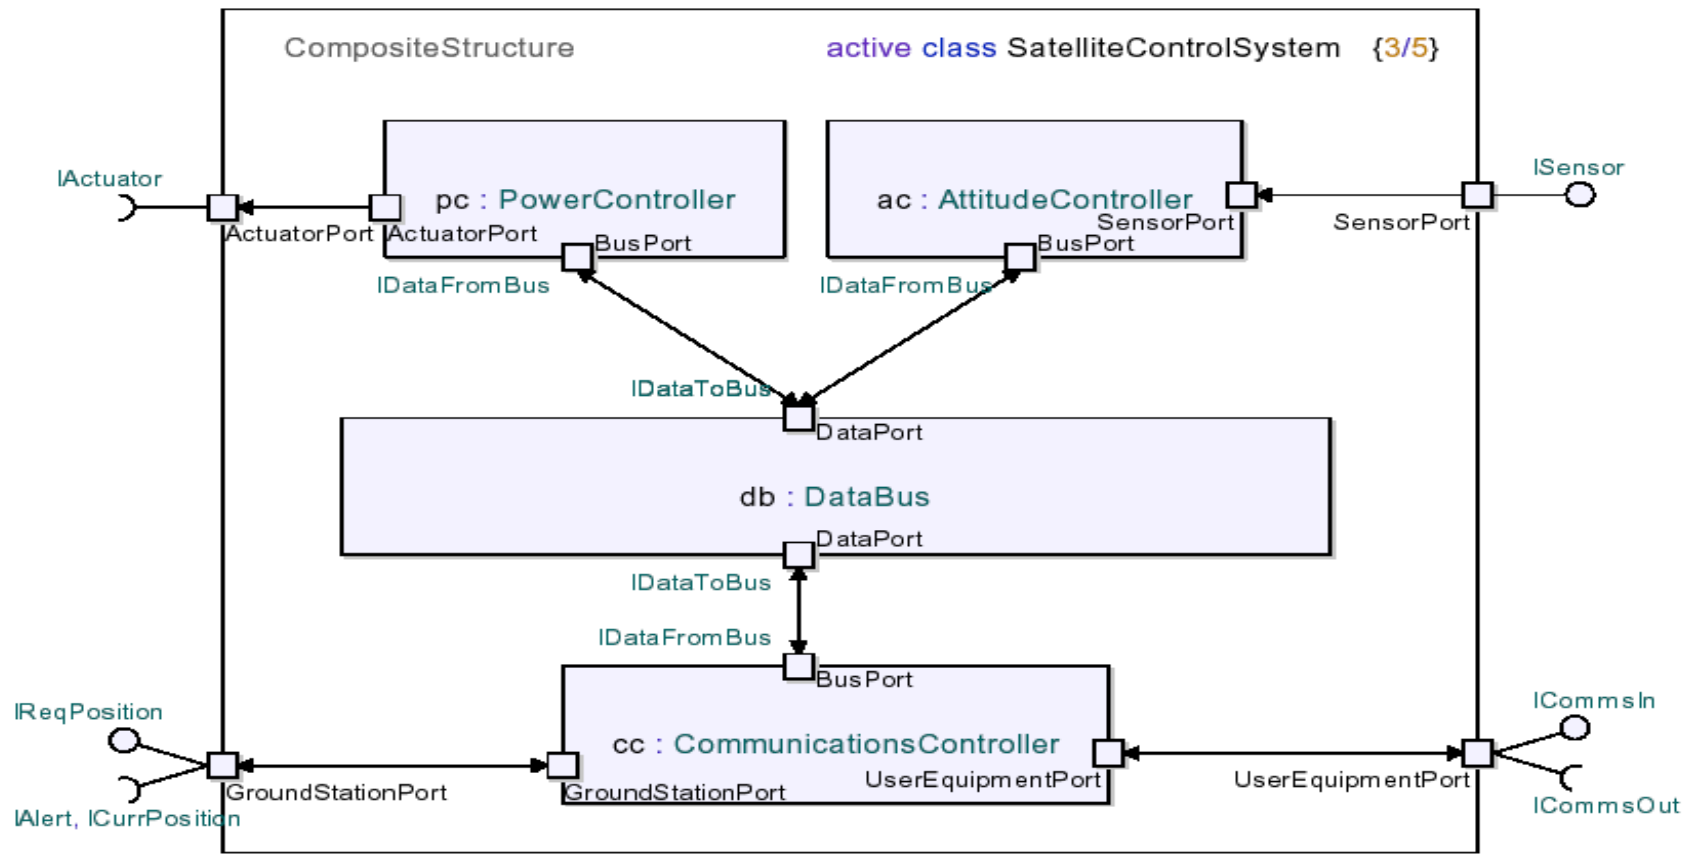 CompositeStructure
active class SatelliteControlSystem {3/5}
IActuator
ISensor
pc : PowerController
ac : AttitudeController
ActuatorPort
ActuatorPort
BusPort
SensorPort
BusPort
SensorPort
IDataFromBus
IDataFromBus
IDataToBus
DataPort
db : DataBus
DataPort
IDataToBus
IDataFromBus
BusPort
IReqPosition
ICommsIn
cc : CommunicationsController
GroundStationPort
GroundStationPort
UserEquipmentPort
UserEquipmentPort
IAlert, ICurrPosition
ICommsOut